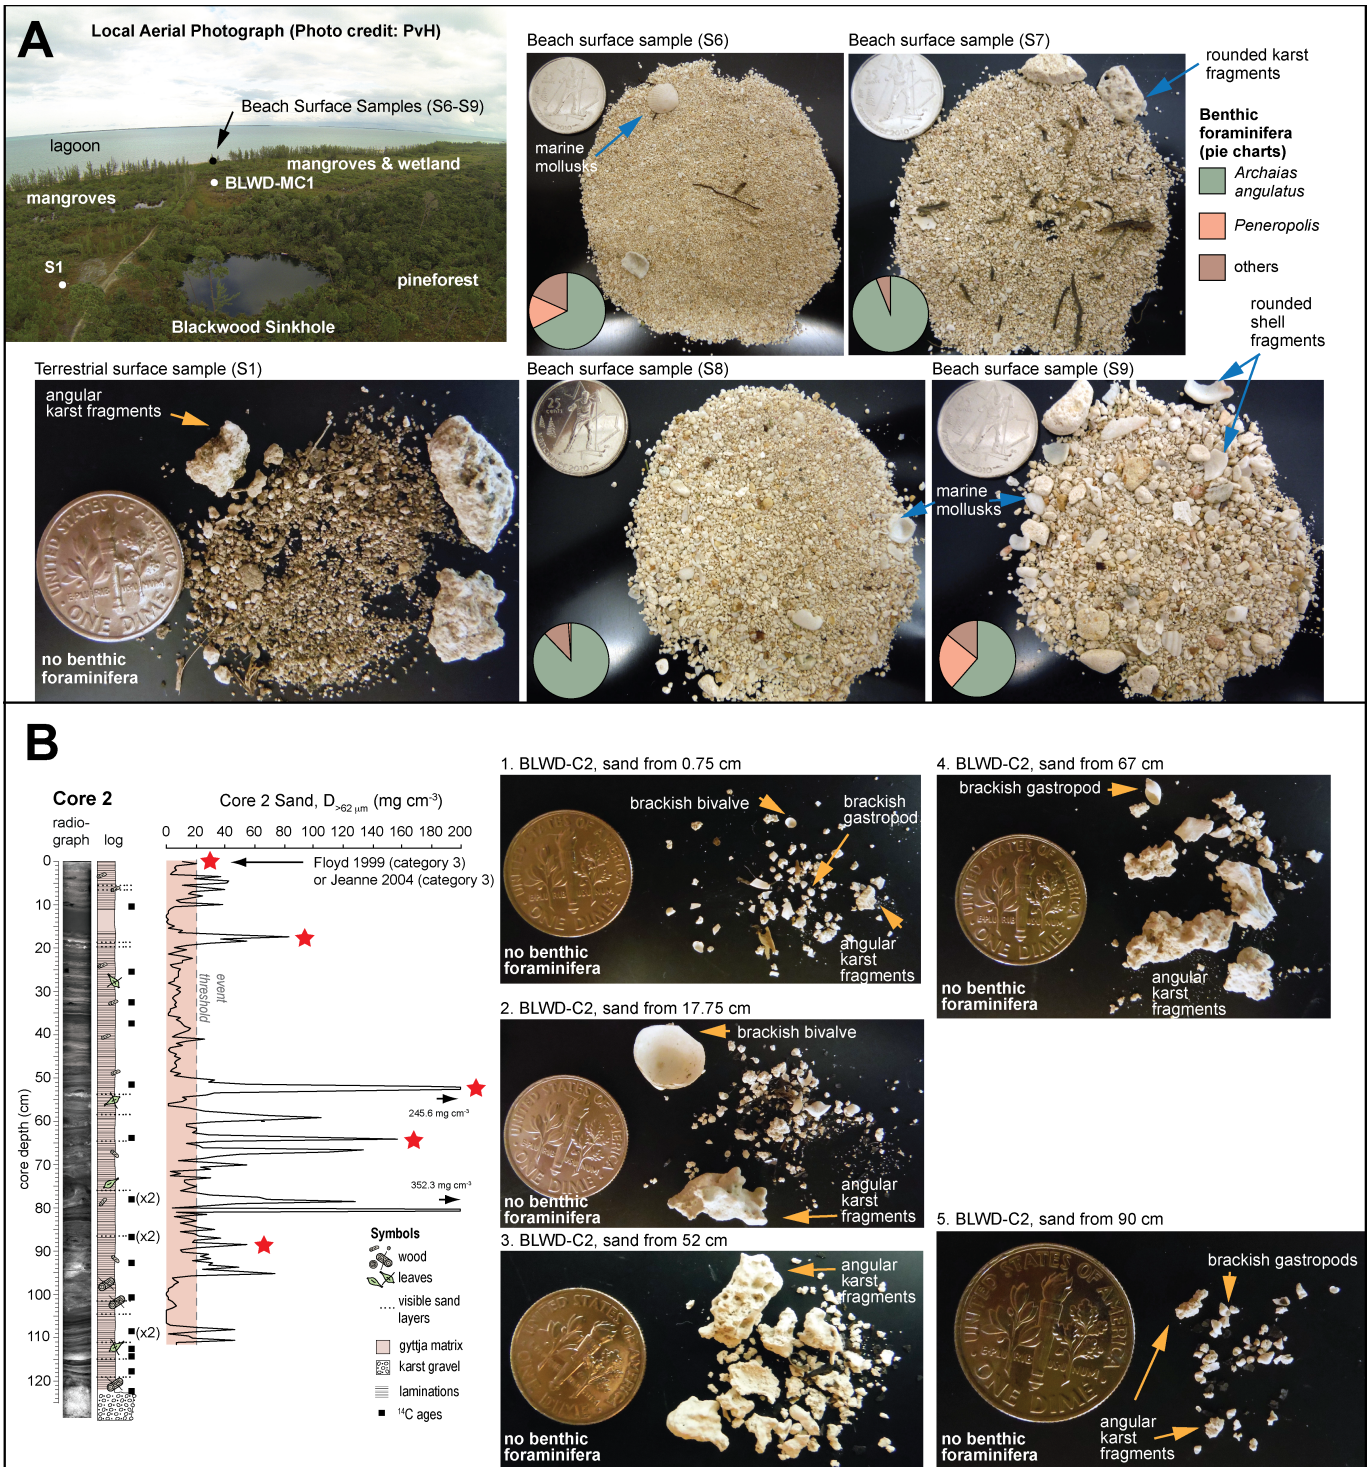 A
Local Aerial Photograph (Photo credit: PvH)
Beach Surface Samples (S6-S9)
lagoon
mangroves & wetland
BLWD-MC1
mangroves
S1
pineforest
Blackwood Sinkhole
Beach surface sample (S6)
marine
mollusks
Beach surface sample (S7)
rounded karst
fragments
Benthic
foraminifera
(pie charts)
Archaias
angulatus
Peneropolis
others
rounded
shell
fragments
Terrestrial surface sample (S1)
angular
karst fragments
UNITED STATES OF AMERICA
E·PLURIBUS UNUM
ONE DIME
no benthic
foraminifera
Beach surface sample (S8)
25
cents
2010
Beach surface sample (S9)
marine
mollusks
B
Core 2
radio-
graph
log
Core 2 Sand, D>62 µm (mg cm-3)
0 20 40 60 80 100 120 140 160 180 200
Floyd 1999 (category 3)
or Jeanne 2004 (category 3)
event
threshold
core depth (cm)
0
10
20
30
40
50
60
70
80
90
100
110
120
(x2)
(x2)
(x2)
245.6 mg cm-3
352.3 mg cm-3
Symbols
wood
leaves
visible sand
layers
gyttja matrix
karst gravel
laminations
14C ages
1. BLWD-C2, sand from 0.75 cm
brackish bivalve
brackish
gastropod
angular
karst
fragments
no benthic
foraminifera
2. BLWD-C2, sand from 17.75 cm
brackish bivalve
angular
karst
fragments
no benthic
foraminifera
3. BLWD-C2, sand from 52 cm
angular
karst
fragments
no benthic
foraminifera
4. BLWD-C2, sand from 67 cm
brackish gastropod
angular
karst
fragments
no benthic
foraminifera
5. BLWD-C2, sand from 90 cm
brackish gastropods
angular
karst
fragments
no benthic
foraminifera